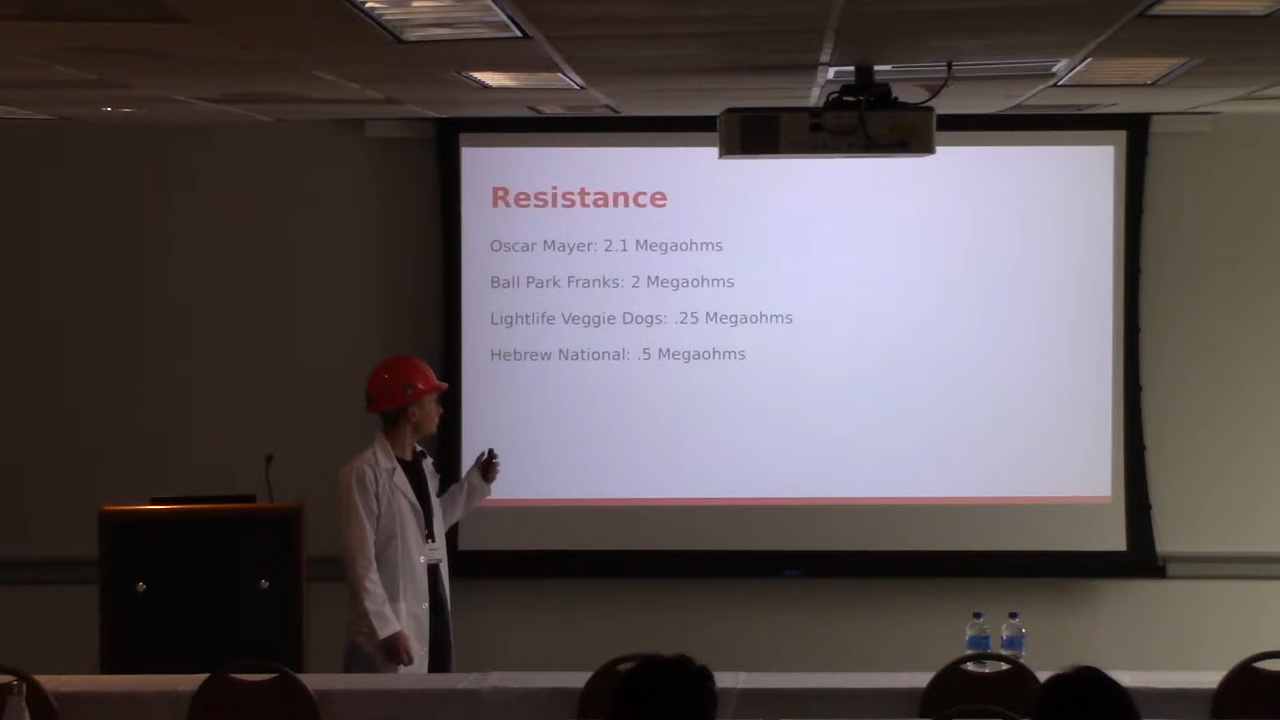 Resistance
Oscar Mayer: 2.1 Megaohms
Ball Park Franks: 2 Megaohms
Lightlife Veggie Dogs: .25 Megaohms
Hebrew National: .5 Megaohms